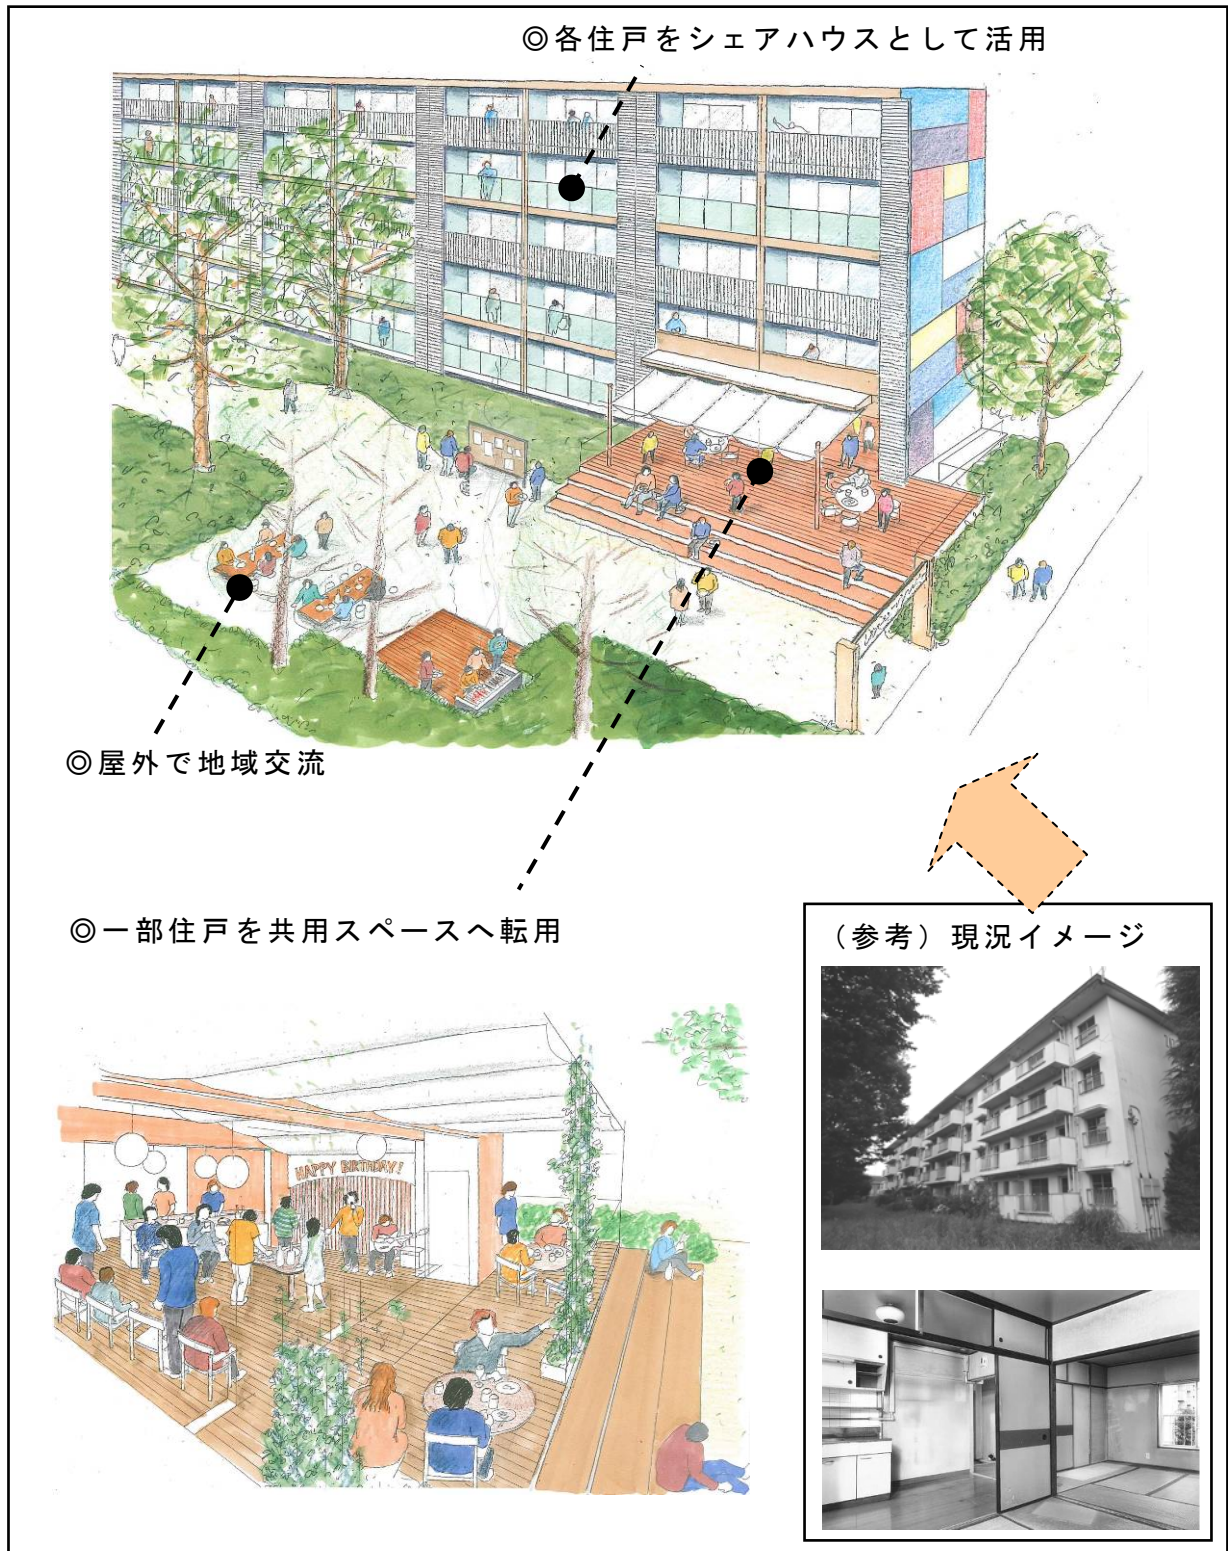 ◎各住戸をシェアハウスとして活用
◎屋外で地域交流
◎一部住戸を共用スペースへ転用
(参考)現況イメージ
HAPPY BIRTHDAY!